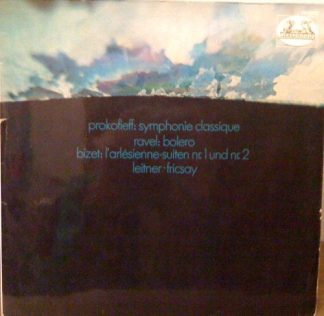 prokofieff: symphonie classique
ravel: bolero
bizet: l'arlésienne-suiten nr. 1 und nr. 2
leitner · fricsay